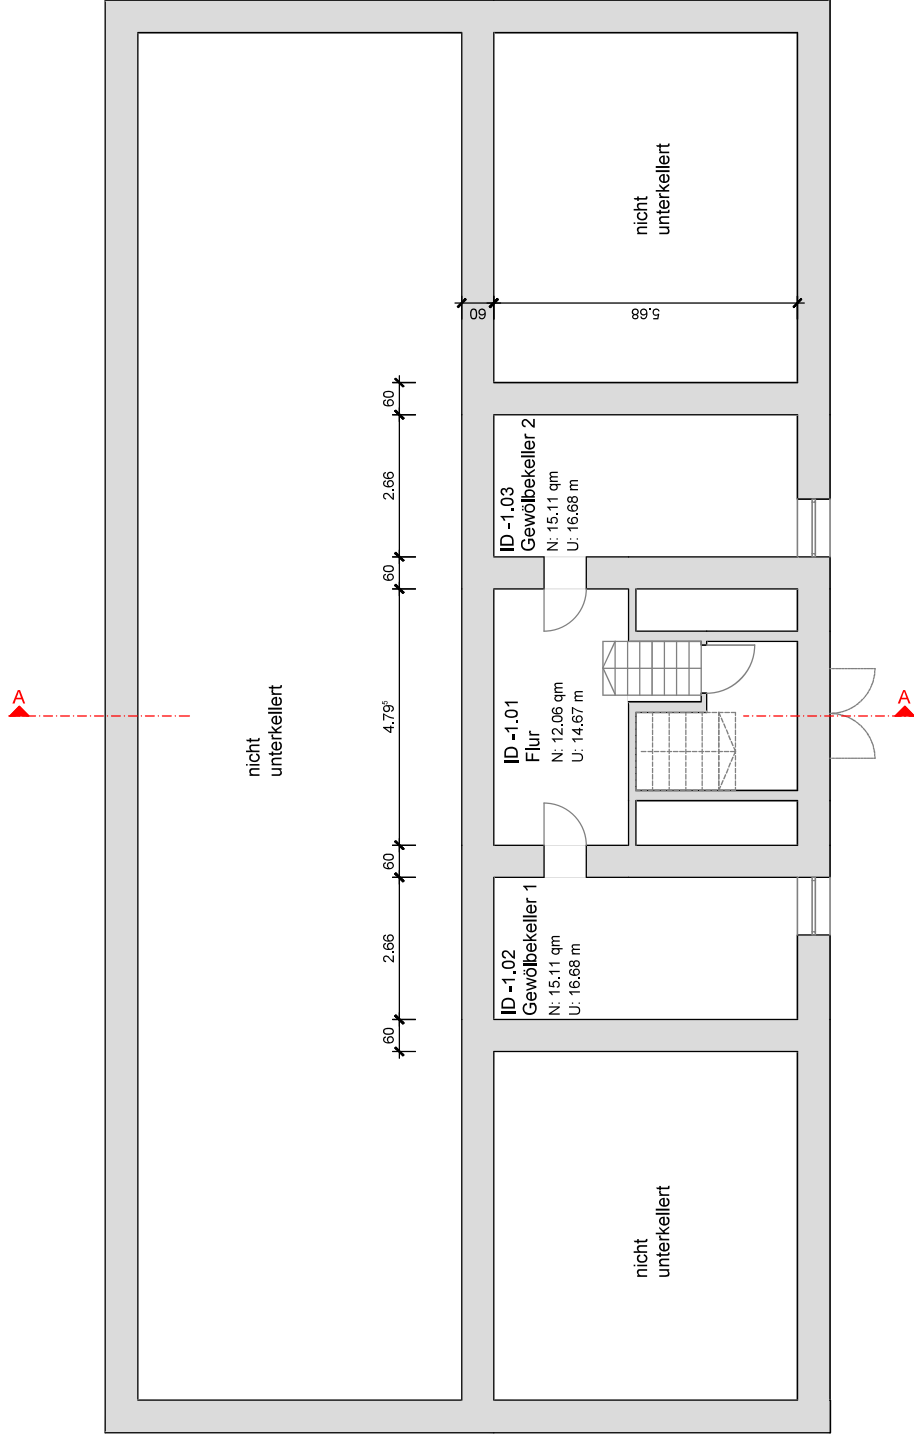 A
nicht
unterkellert
60
2.66
60
4.79⁵
60
2.66
60
ID -1.02
Gewölbekeller 1
N: 15.11 qm
U: 16.68 m
ID -1.01
Flur
N: 12.06 qm
U: 14.67 m
ID -1.03
Gewölbekeller 2
N: 15.11 qm
U: 16.68 m
60
5.68
nicht
unterkellert
nicht
unterkellert
A